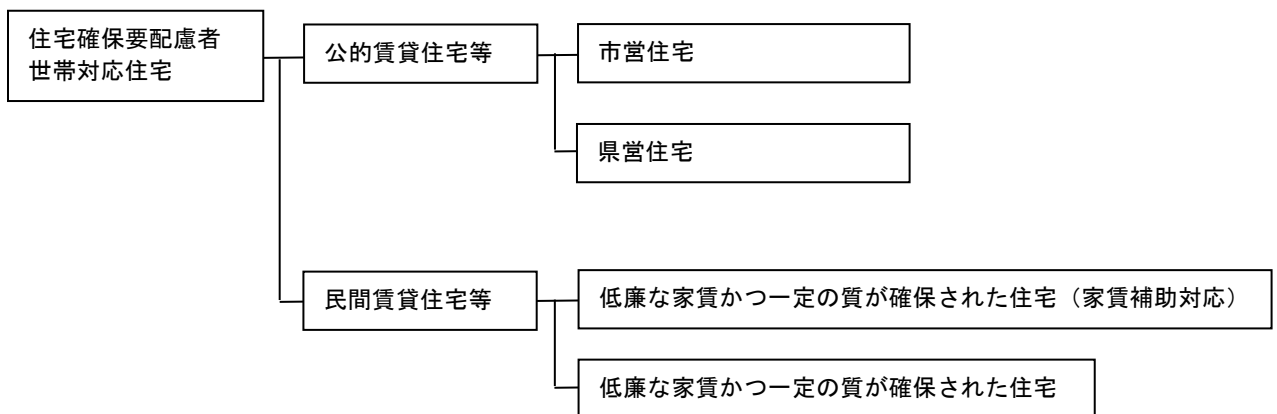 住宅確保要配慮者
世帯対応住宅
公的賃貸住宅等
市営住宅
県営住宅
民間賃貸住宅等
低廉な家賃かつ一定の質が確保された住宅（家賃補助対応）
低廉な家賃かつ一定の質が確保された住宅